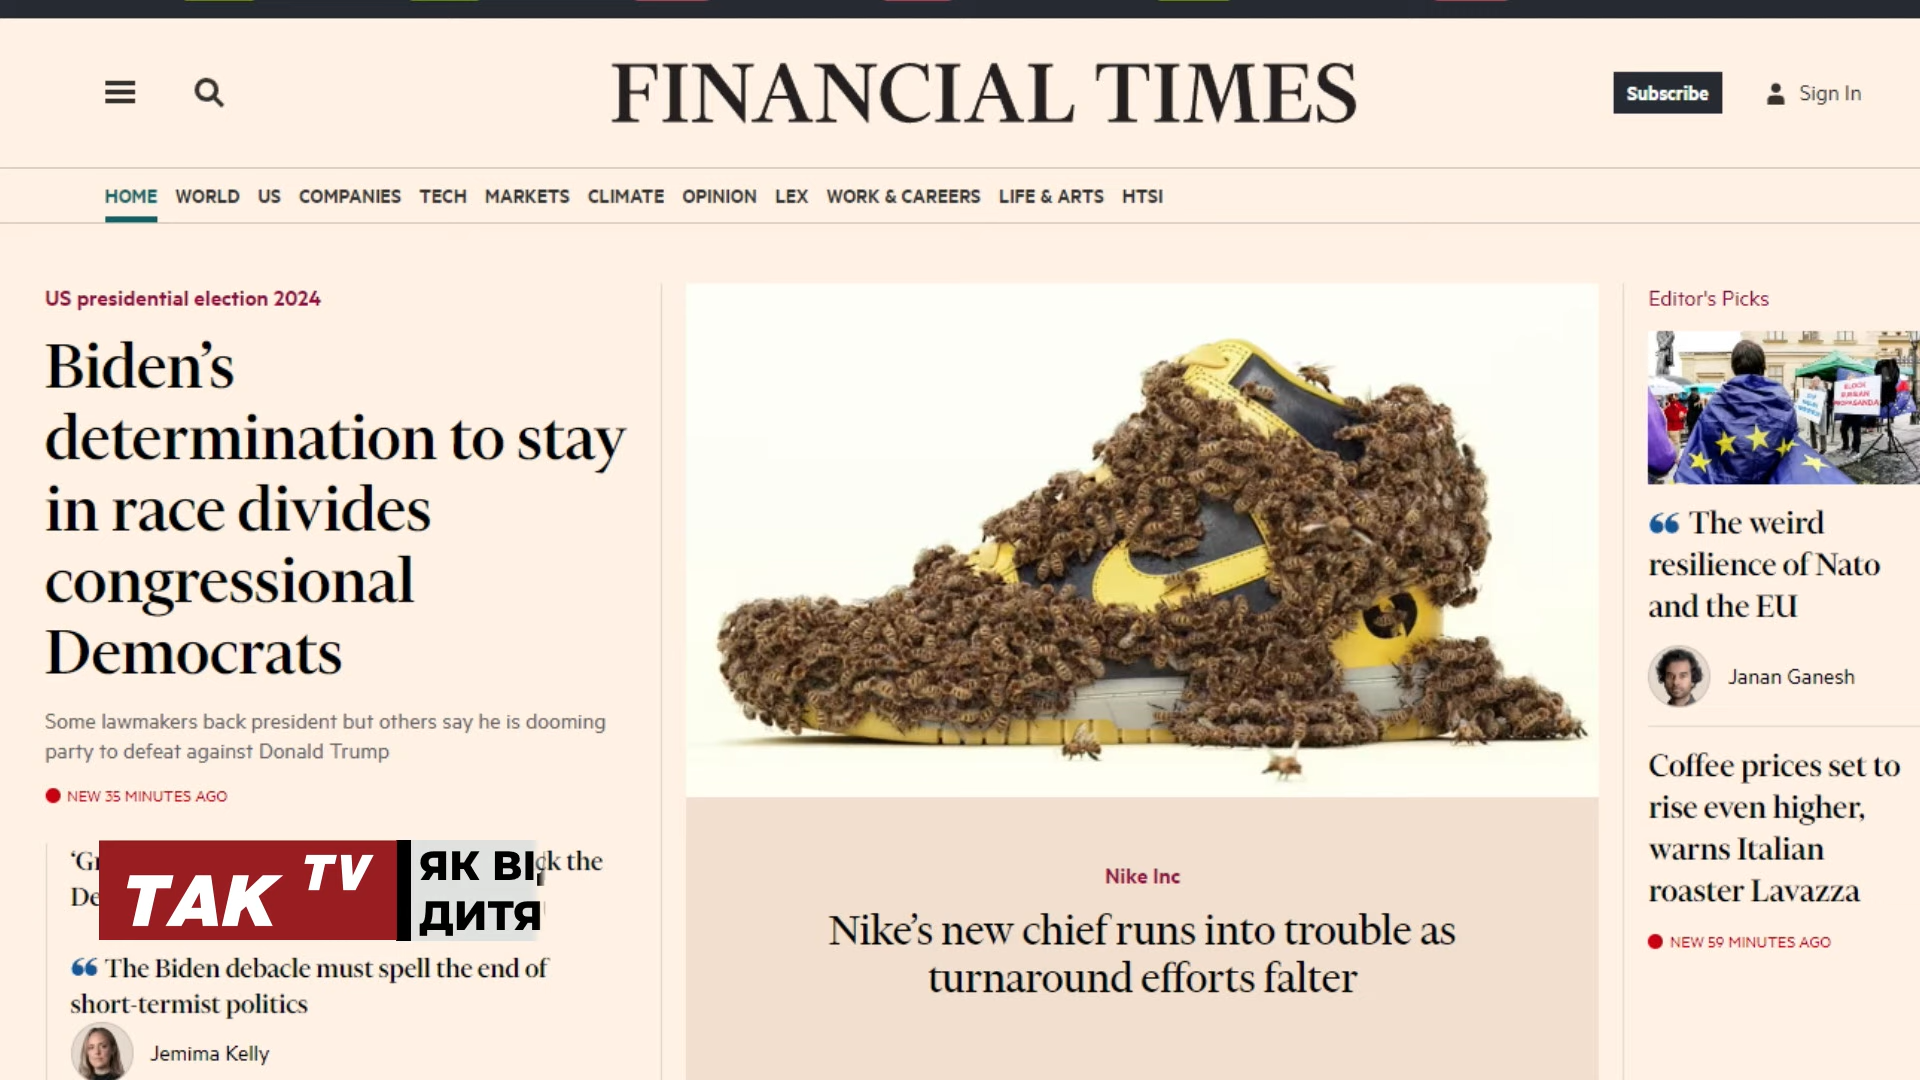 FINANCIAL TIMES
Subscribe
Sign In
HOME WORLD US COMPANIES TECH MARKETS CLIMATE OPINION LEX WORK & CAREERS LIFE & ARTS HTSI
US presidential election 2024
Biden’s
determination to stay
in race divides
congressional
Democrats
Some lawmakers back president but others say he is dooming
party to defeat against Donald Trump
NEW 35 MINUTES AGO
the
ТАК TV
ЯК
“ The Biden debacle must spell the end of
short-termist politics
Jemima Kelly
Nike Inc
Nike’s new chief runs into trouble as
turnaround efforts falter
Editor's Picks
“ The weird
resilience of Nato
and the EU
Janan Ganesh
Coffee prices set to
rise even higher,
warns Italian
roaster Lavazza
NEW 59 MINUTES AGO